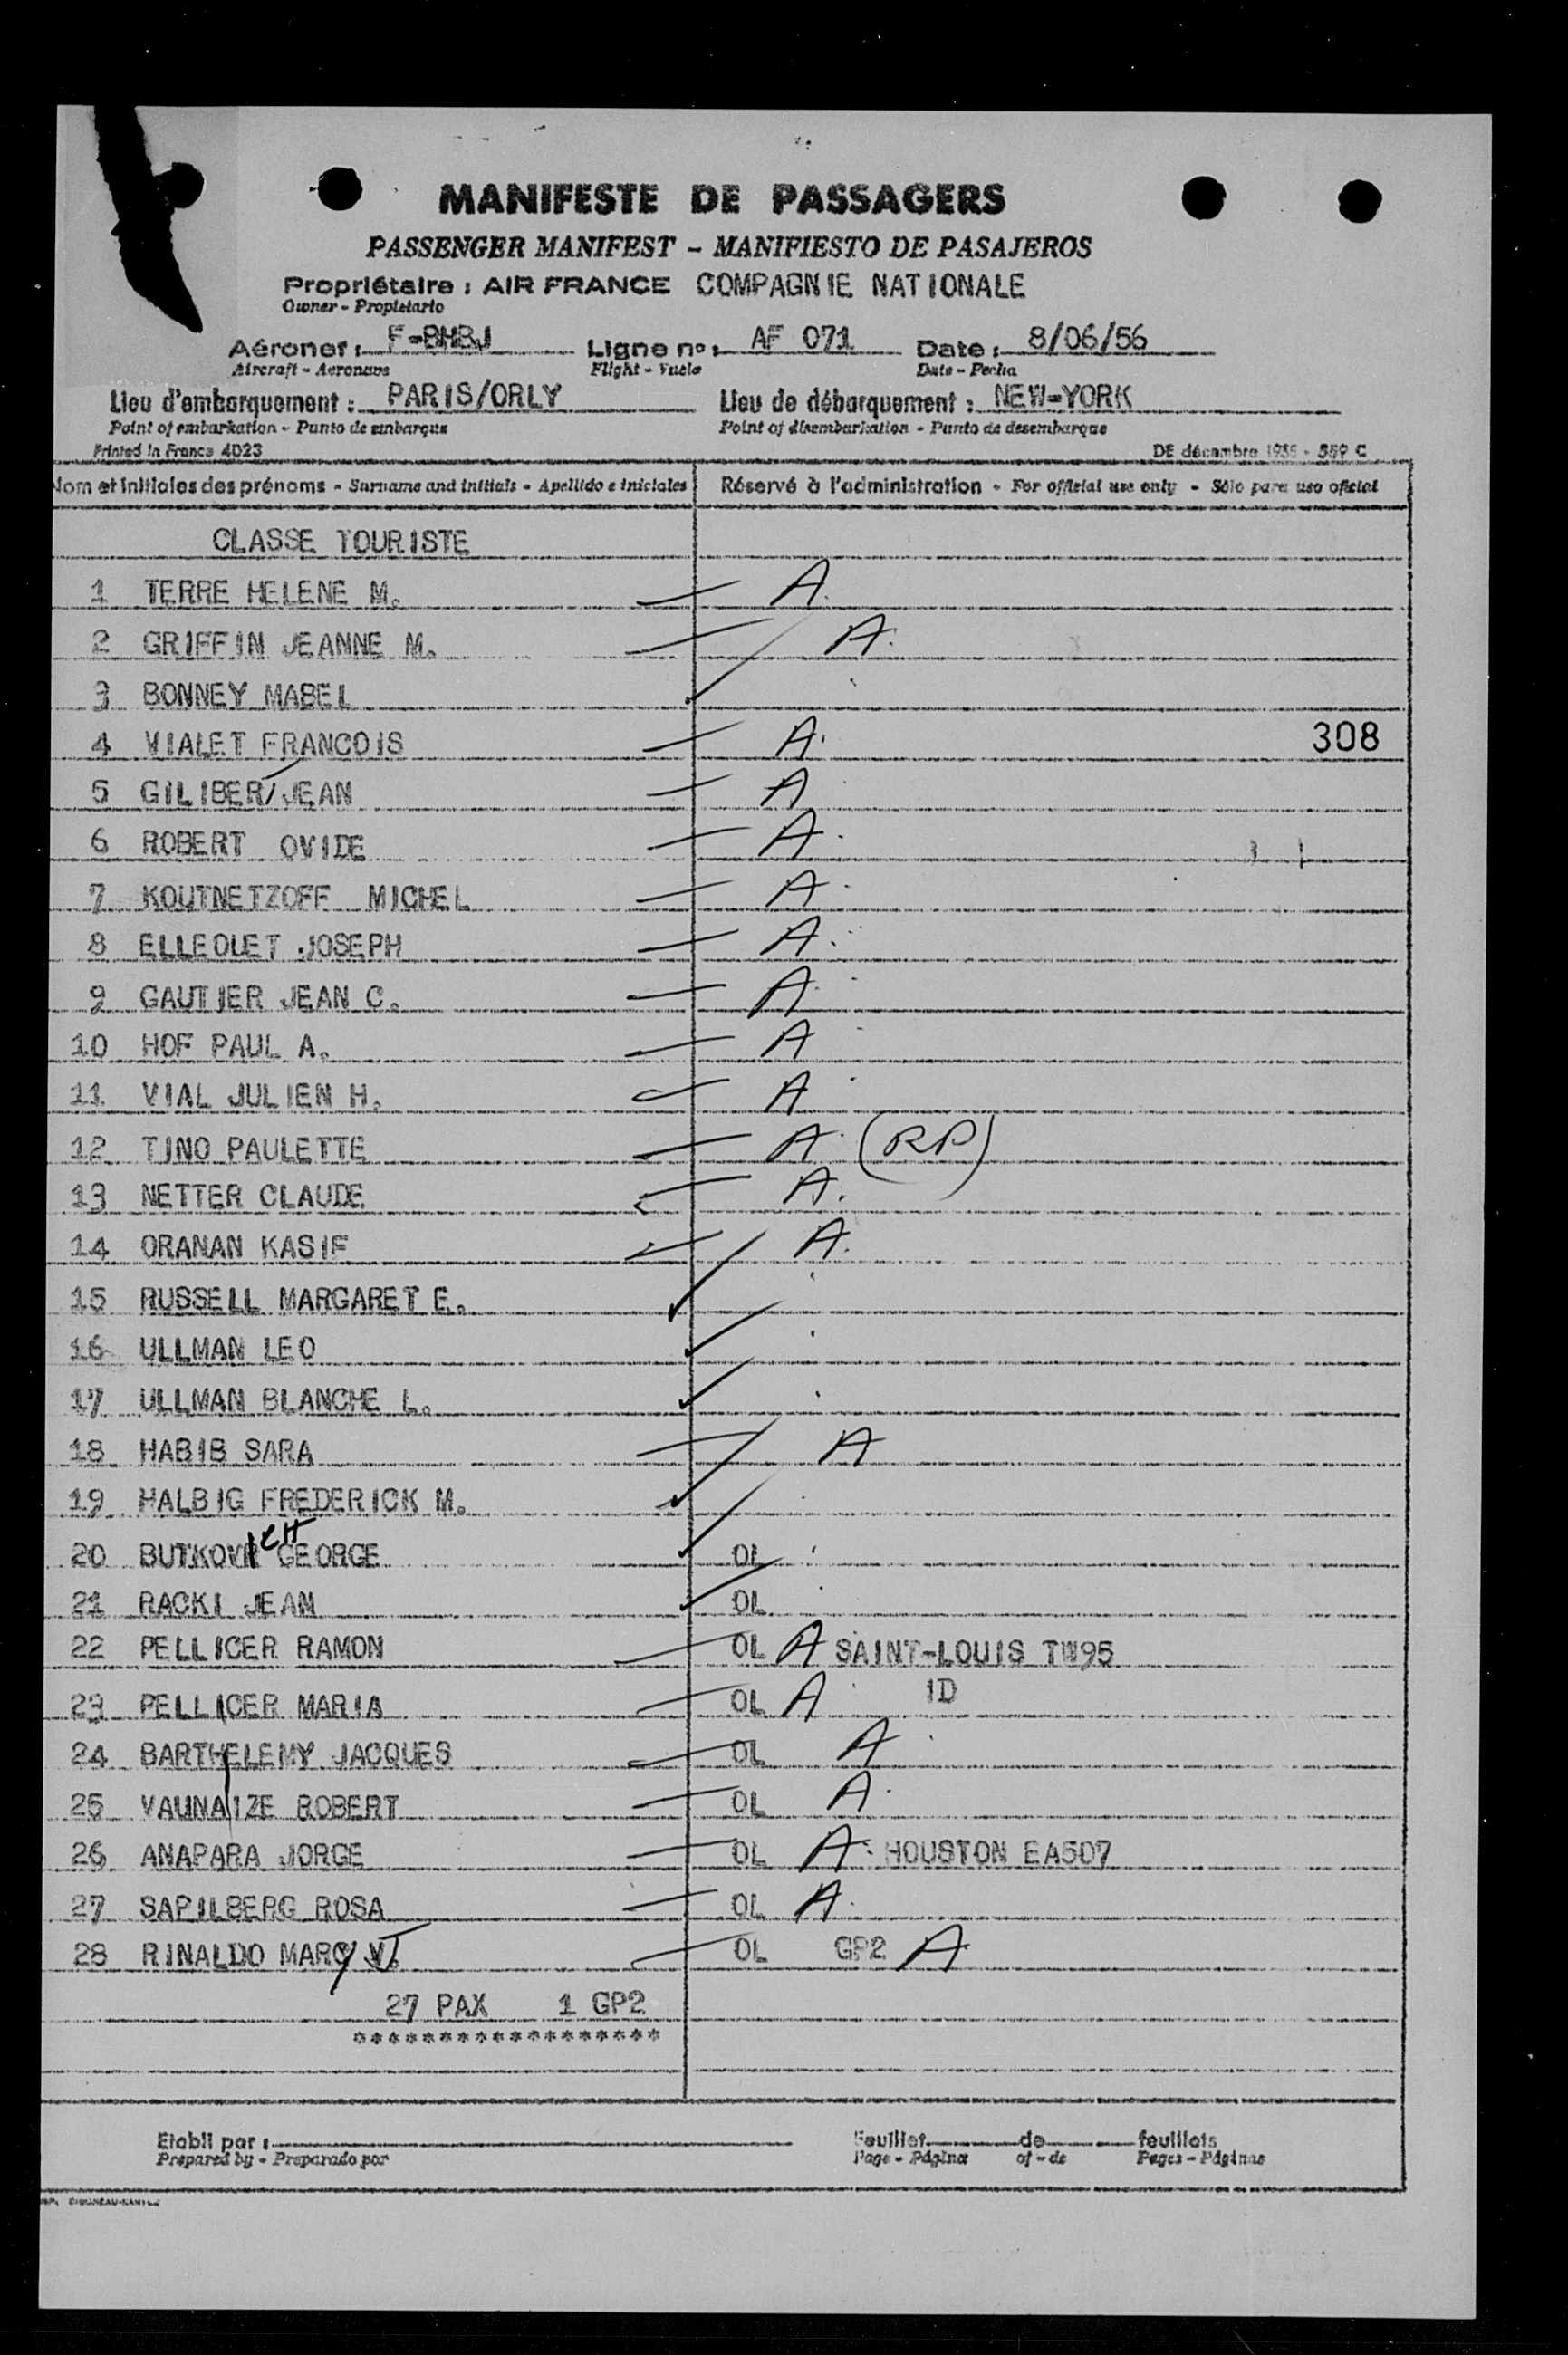 MANIFESTE DE PASSAGERS
PASSENGER MANIFEST - MANIFIESTO DE PASAJEROS
Propriétaire : AIR FRANCE COMPAGNIE NATIONALE
Owner - Propietario
Aéronef : F-BHBJ Ligne nº : AF 071 Date : 8/06/56
Aircraft - Aeronave Flight - Vuelo Date - Fecha
Lieu d'embarquement : PARIS/ORLY Lieu de débarquement : NEW-YORK
Point of embarkation - Punto de embarque Point of disembarkation - Punto de desembarque
Printed in France 4023 DE décembre 1955 - 559 C
Nom et initiales des prénoms - Surname and initials - Apellido e iniciales Réservé à l'administration - For official use only - Sólo para uso oficial
CLASSE TOURISTE
1 TERRE HELENE M. A.
2 GRIFFIN JEANNE M. A.
3 BONNEY MABEL
4 VIALET FRANCOIS A. 308
5 GILIBERT JEAN A
6 ROBERT OVIDE A.
7 KOUTNETZOFF MICHEL A.
8 ELLEOUET JOSEPH A.
9 GAUTIER JEAN C. A.
10 HOF PAUL A. A
11 VIAL JULIEN H. A
12 TINO PAULETTE A. (RP)
13 NETTER CLAUDE A.
14 ORANAN KASIF A.
15 RUSSELL MARGARET E.
16 ULLMAN LEO
17 ULLMAN BLANCHE L.
18 HABIB SARA A
19 HALBIG FREDERICK M.
20 BUTKOVICH GEORGE OL
21 RACKI JEAN OL
22 PELLICER RAMON OL A SAINT-LOUIS TW95
23 PELLICER MARIA OL A ID
24 BARTHELEMY JACQUES OL A
25 VAUNAIZE ROBERT OL A
26 ANAPARA JORGE OL A HOUSTON EA507
27 SAPILBERG ROSA OL A.
28 RINALDO MARY J. OL GP2 A
27 PAX 1 GP2
******************
Etabli par : Feuillet de feuillets
Prepared by - Preparado por Page - Página of - de Pages - Páginas